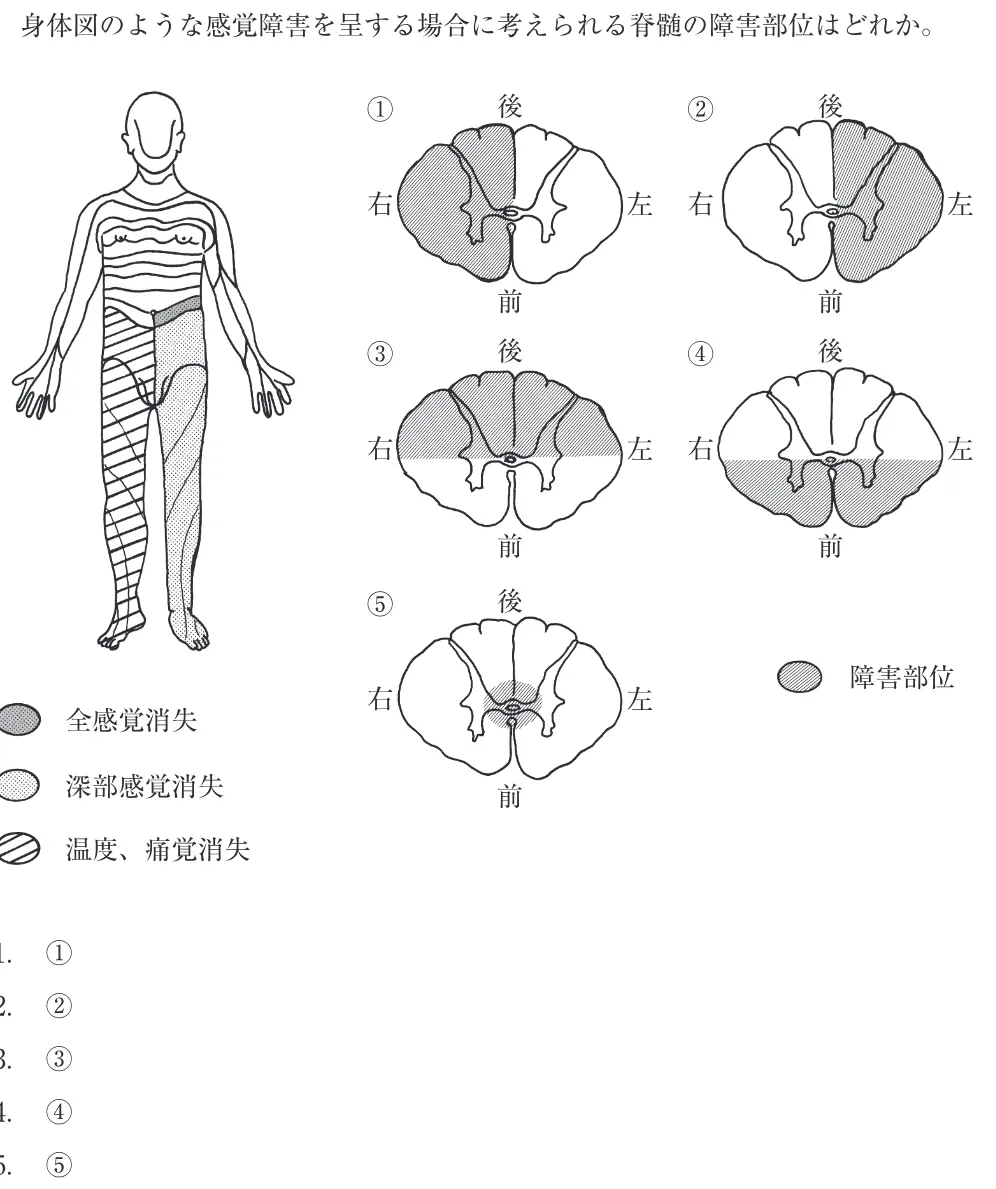 身体図のような感覚障害を呈する場合に考えられる脊髄の障害部位はどれか。
① 後 右 左 前
② 後 右 左 前
③ 後 右 左 前
④ 後 右 左 前
⑤ 後 右 左 前
障害部位
全感覚消失
深部感覚消失
温度、痛覚消失
1. ①
2. ②
3. ③
4. ④
5. ⑤